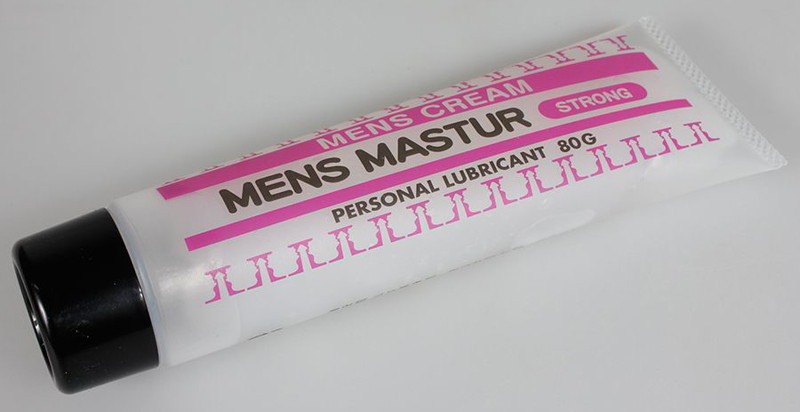 MENS CREAM
MENS MASTUR STRONG
PERSONAL LUBRICANT 80G